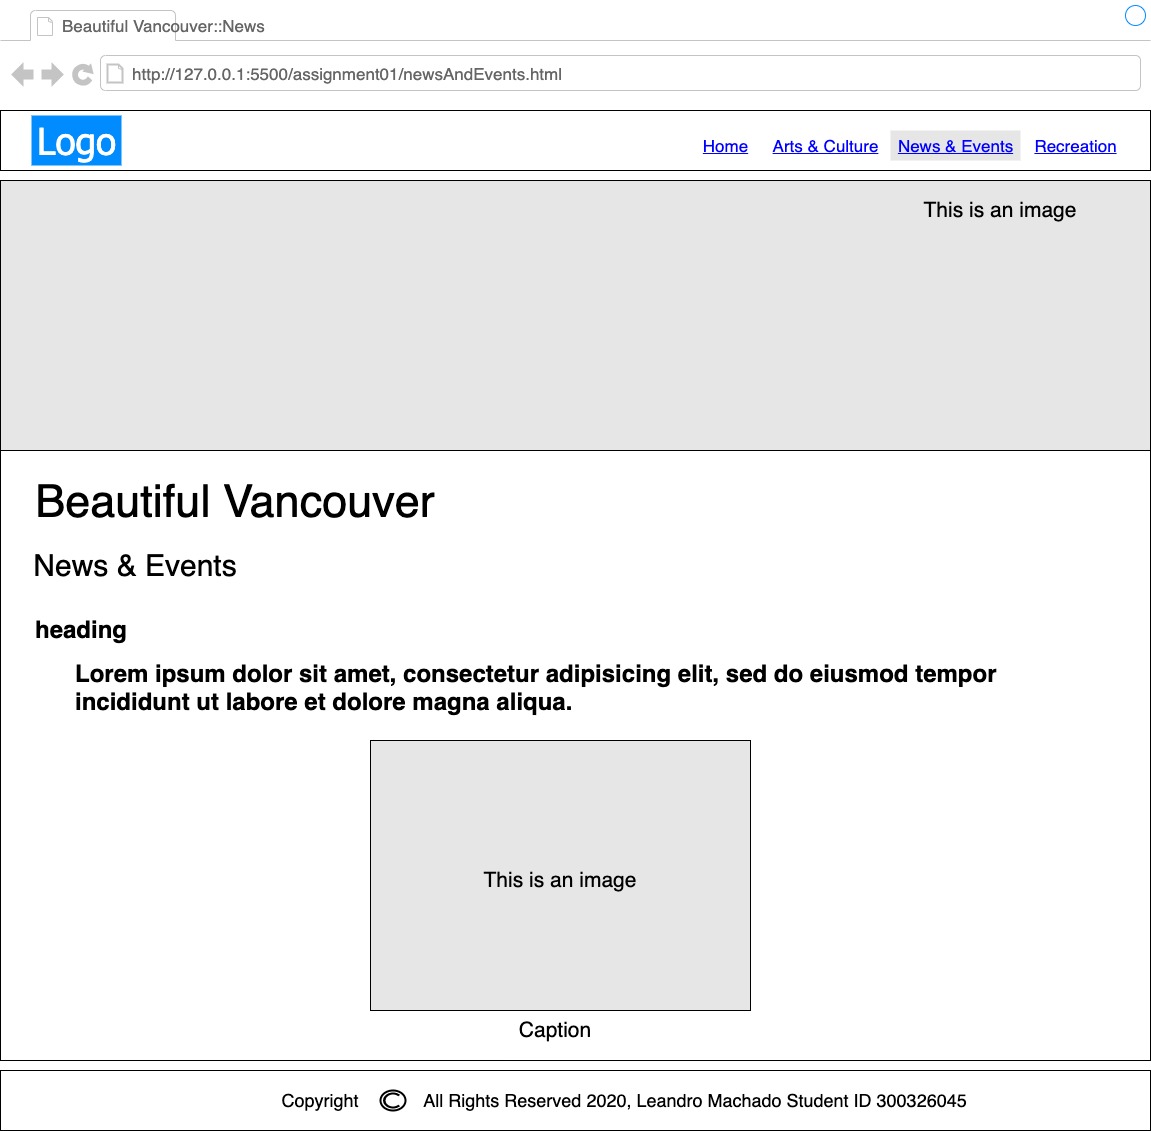 Beautiful Vancouver::News
http://127.0.0.1:5500/assignment01/newsAndEvents.html
Logo
Home Arts & Culture News & Events Recreation
This is an image
Beautiful Vancouver
News & Events
heading
Lorem ipsum dolor sit amet, consectetur adipisicing elit, sed do eiusmod tempor
incididunt ut labore et dolore magna aliqua.
This is an image
Caption
Copyright © All Rights Reserved 2020, Leandro Machado Student ID 300326045